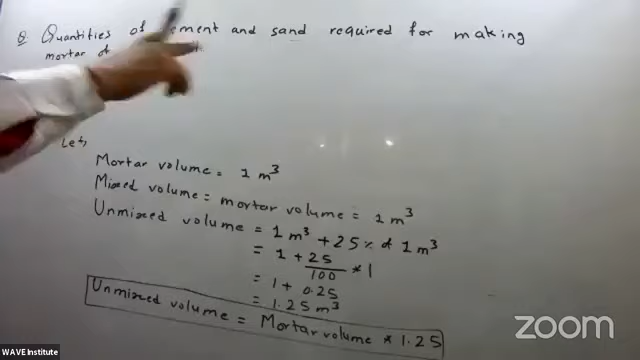 Q Quantities of cement and sand required for making
mortar of
Let,
Mortar volume = 1 m³
Mixed volume = mortar volume = 1 m³
Unmixed volume = 1 m³ + 25 % of 1 m³
= 1 + 25/100 * 1
= 1 + 0.25
= 1.25 m³
Unmixed volume = Mortar volume * 1.25
zoom
WAVE Institute